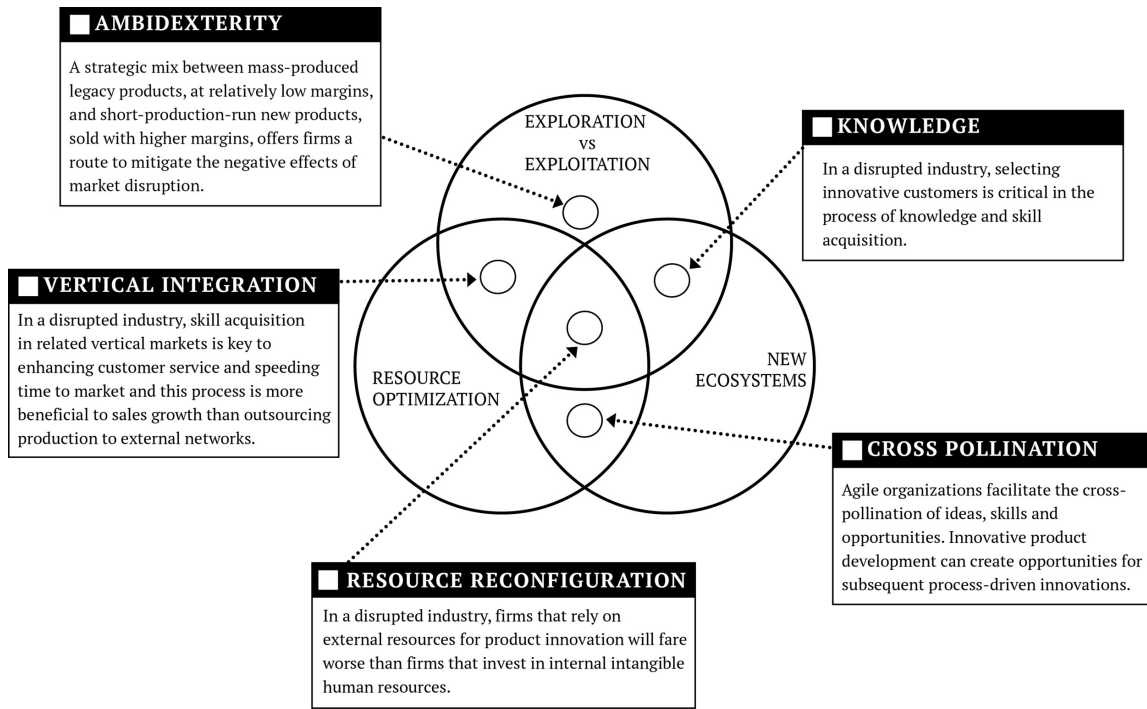 AMBIDEXTERITY
A strategic mix between mass-produced
legacy products, at relatively low margins,
and short-production-run new products,
sold with higher margins, offers firms a
route to mitigate the negative effects of
market disruption.
EXPLORATION
vs
EXPLOITATION
KNOWLEDGE
In a disrupted industry, selecting
innovative customers is critical in the
process of knowledge and skill
acquisition.
VERTICAL INTEGRATION
In a disrupted industry, skill acquisition
in related vertical markets is key to
enhancing customer service and speeding
time to market and this process is more
beneficial to sales growth than outsourcing
production to external networks.
RESOURCE
OPTIMIZATION
NEW
ECOSYSTEMS
CROSS POLLINATION
Agile organizations facilitate the cross-
pollination of ideas, skills and
opportunities. Innovative product
development can create opportunities for
subsequent process-driven innovations.
RESOURCE RECONFIGURATION
In a disrupted industry, firms that rely on
external resources for product innovation will fare
worse than firms that invest in internal intangible
human resources.